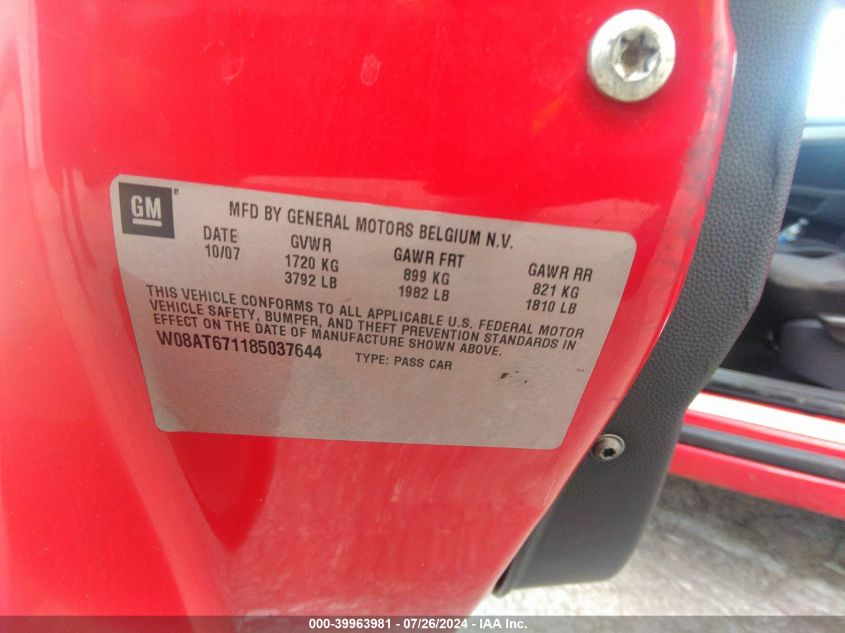 GM®
MFD BY GENERAL MOTORS BELGIUM N.V.
DATE GVWR GAWR FRT GAWR RR
10/07 1720 KG 899 KG 821 KG
3792 LB 1982 LB 1810 LB
THIS VEHICLE CONFORMS TO ALL APPLICABLE U.S. FEDERAL MOTOR
VEHICLE SAFETY, BUMPER, AND THEFT PREVENTION STANDARDS IN
EFFECT ON THE DATE OF MANUFACTURE SHOWN ABOVE.
W08AT671185037644 TYPE: PASS CAR
000-39963981 - 07/26/2024 - IAA Inc.